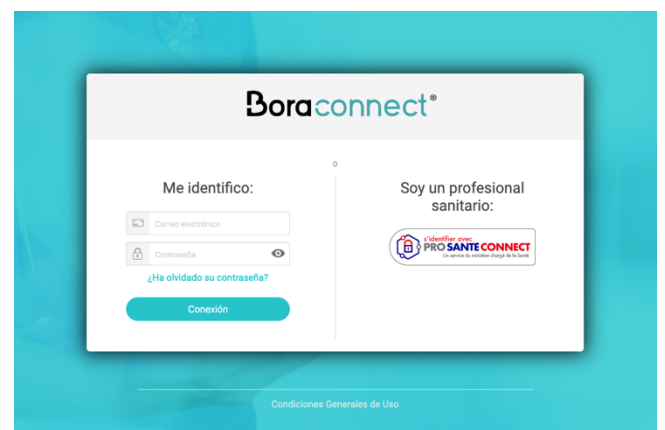 Boraconnect®
o
Me identifico:
Correo electrónico
Contraseña
¿Ha olvidado su contraseña?
Conexión
Soy un profesional
sanitario:
s'identifier avec
PRO SANTE CONNECT
Un service du ministère chargé de la Santé
Condiciones Generales de Uso